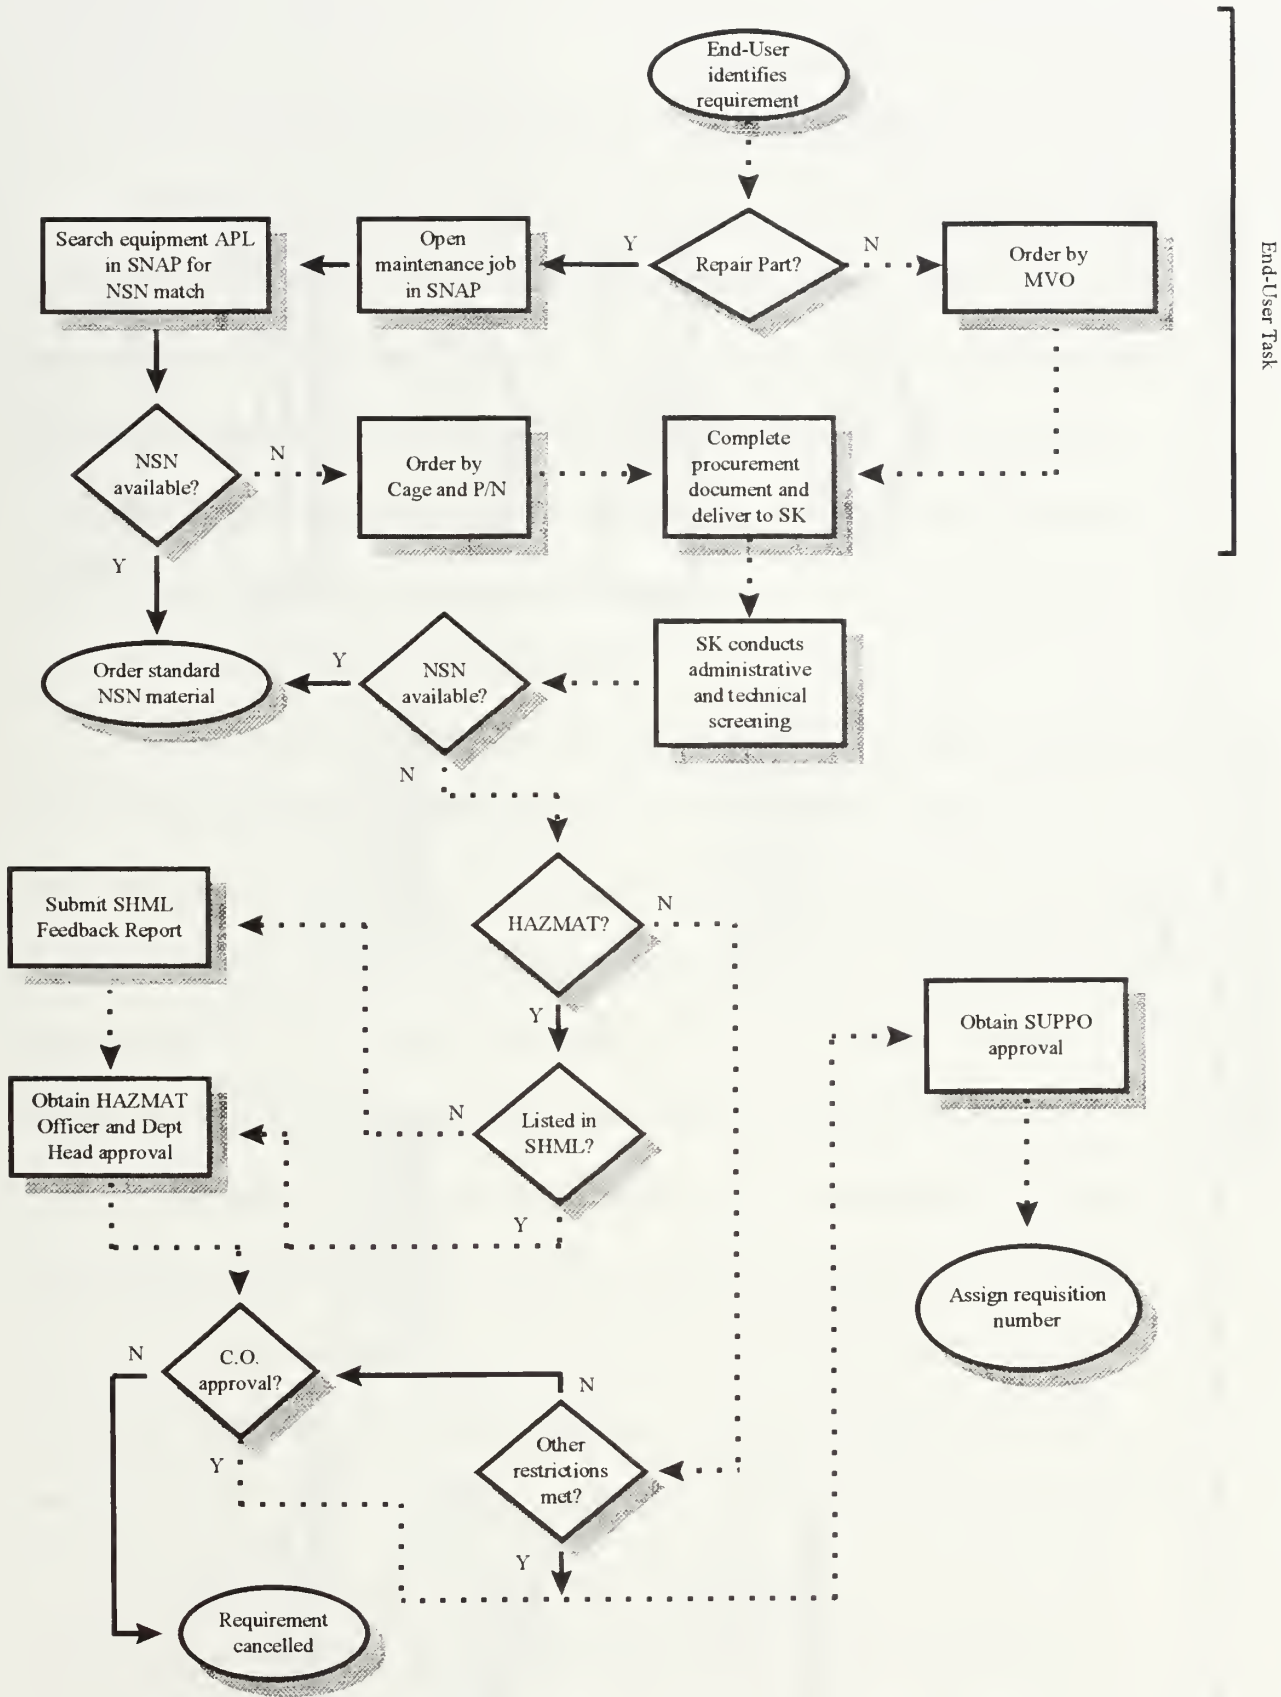 End-User
identifies
requirement
Search equipment APL
in SNAP for
NSN match
Open
maintenance job
in SNAP
Y
Repair Part?
N
Order by
MVO
End-User Task
NSN
available?
N
Order by
Cage and P/N
Complete
procurement
document and
deliver to SK
Y
Order standard
NSN material
Y
NSN
available?
SK conducts
administrative
and technical
screening
N
Submit SHML
Feedback Report
HAZMAT?
N
Y
Obtain SUPPO
approval
Obtain HAZMAT
Officer and Dept
Head approval
N
Listed in
SHML?
Y
Assign requisition
number
N
C.O.
approval?
N
Y
Other
restrictions
met?
Y
Requirement
cancelled